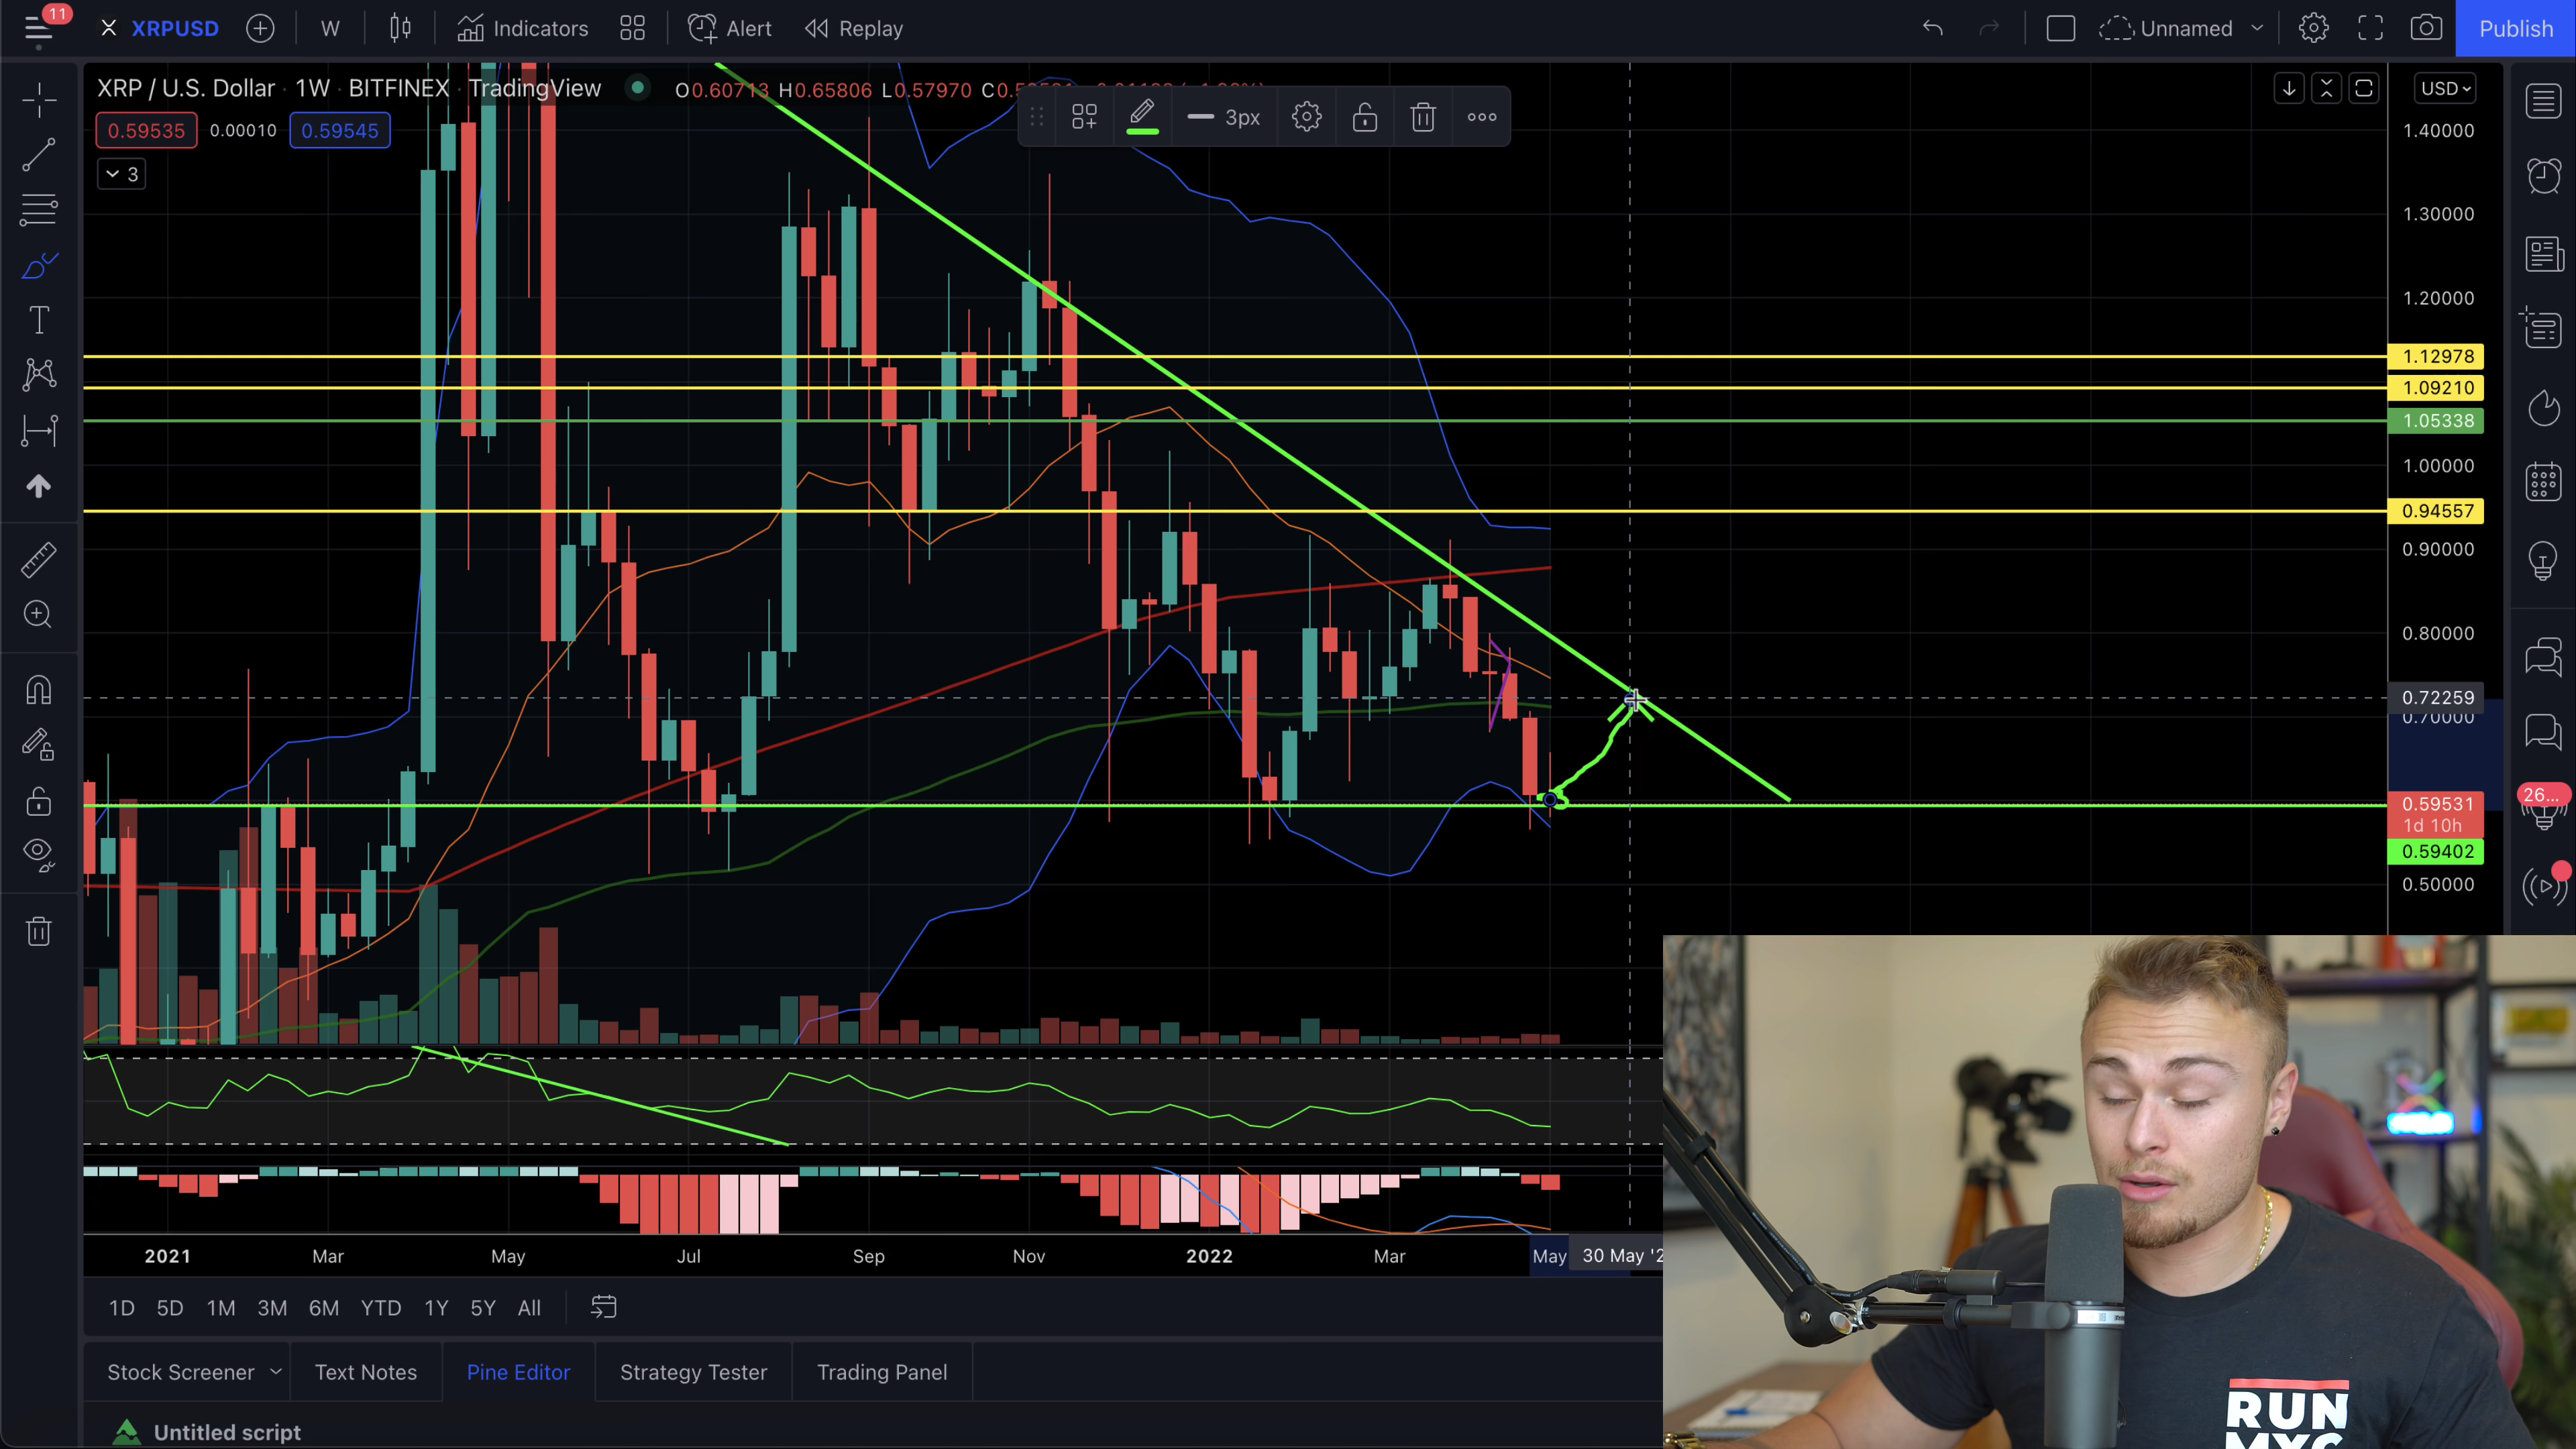 11
XRPUSD
W
Indicators
Alert
Replay
Unnamed
Publish
XRP / U.S. Dollar · 1W · BITFINEX · TradingView
O0.60713 H0.65806 L0.57970
0.59535 0.00010 0.59545
3
3px
USD
1.40000
1.30000
1.20000
1.12978
1.09210
1.05338
1.00000
0.94557
0.90000
0.80000
0.72259
0.70000
0.59531
1d 10h
0.59402
0.50000
26...
2021 Mar May Jul Sep Nov 2022 Mar May 30 May '2
1D 5D 1M 3M 6M YTD 1Y 5Y All
Stock Screener Text Notes Pine Editor Strategy Tester Trading Panel
Untitled script
RUN